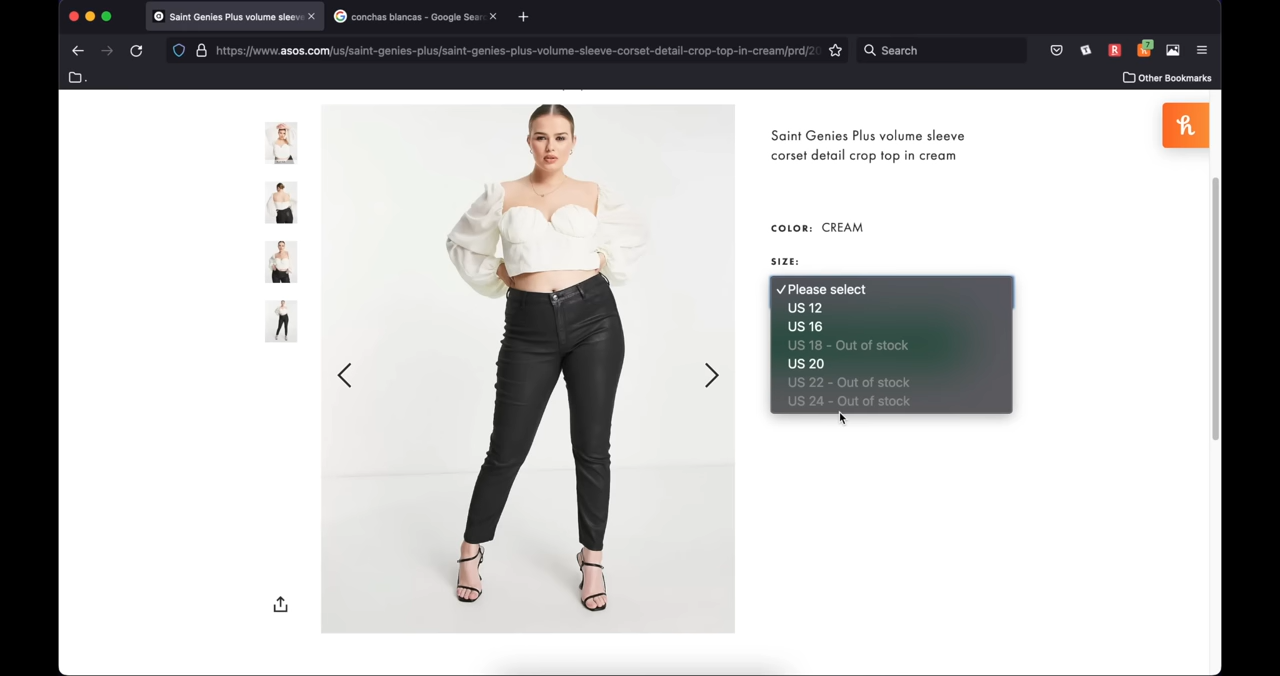 Saint Genies Plus volume sleeve
conchas blancas - Google Sear
https://www.asos.com/us/saint-genies-plus/saint-genies-plus-volume-sleeve-corset-detail-crop-top-in-cream/prd/20
Search
7
.
Other Bookmarks
h
Saint Genies Plus volume sleeve
corset detail crop top in cream
COLOR: CREAM
SIZE:
✓Please select
US 12
US 16
US 18 - Out of stock
US 20
US 22 - Out of stock
US 24 - Out of stock